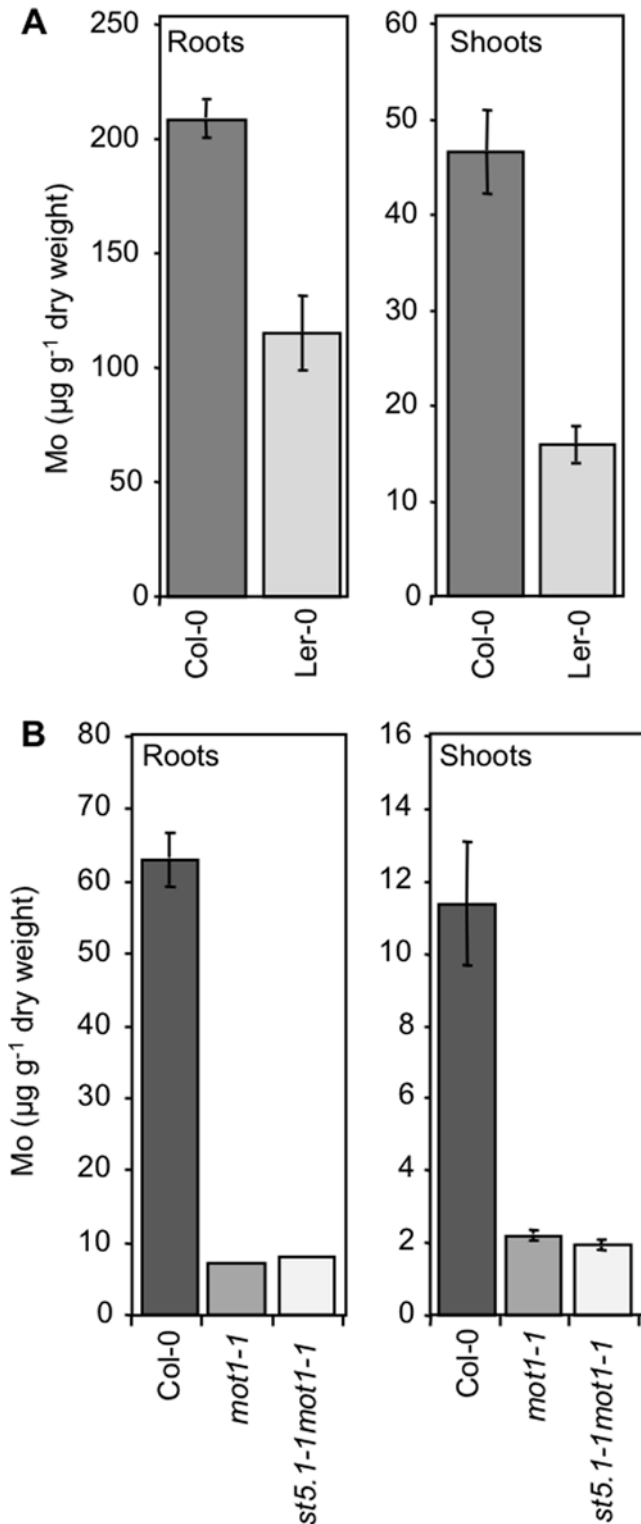 A
Roots
Shoots
Mo (µg g⁻¹ dry weight)
250
200
150
100
50
0
60
50
40
30
20
10
0
Col-0
Ler-0
Col-0
Ler-0
B
Roots
Shoots
Mo (µg g⁻¹ dry weight)
80
70
60
50
40
30
20
10
0
16
14
12
10
8
6
4
2
0
Col-0
mot1-1
st5.1-1mot1-1
Col-0
mot1-1
st5.1-1mot1-1